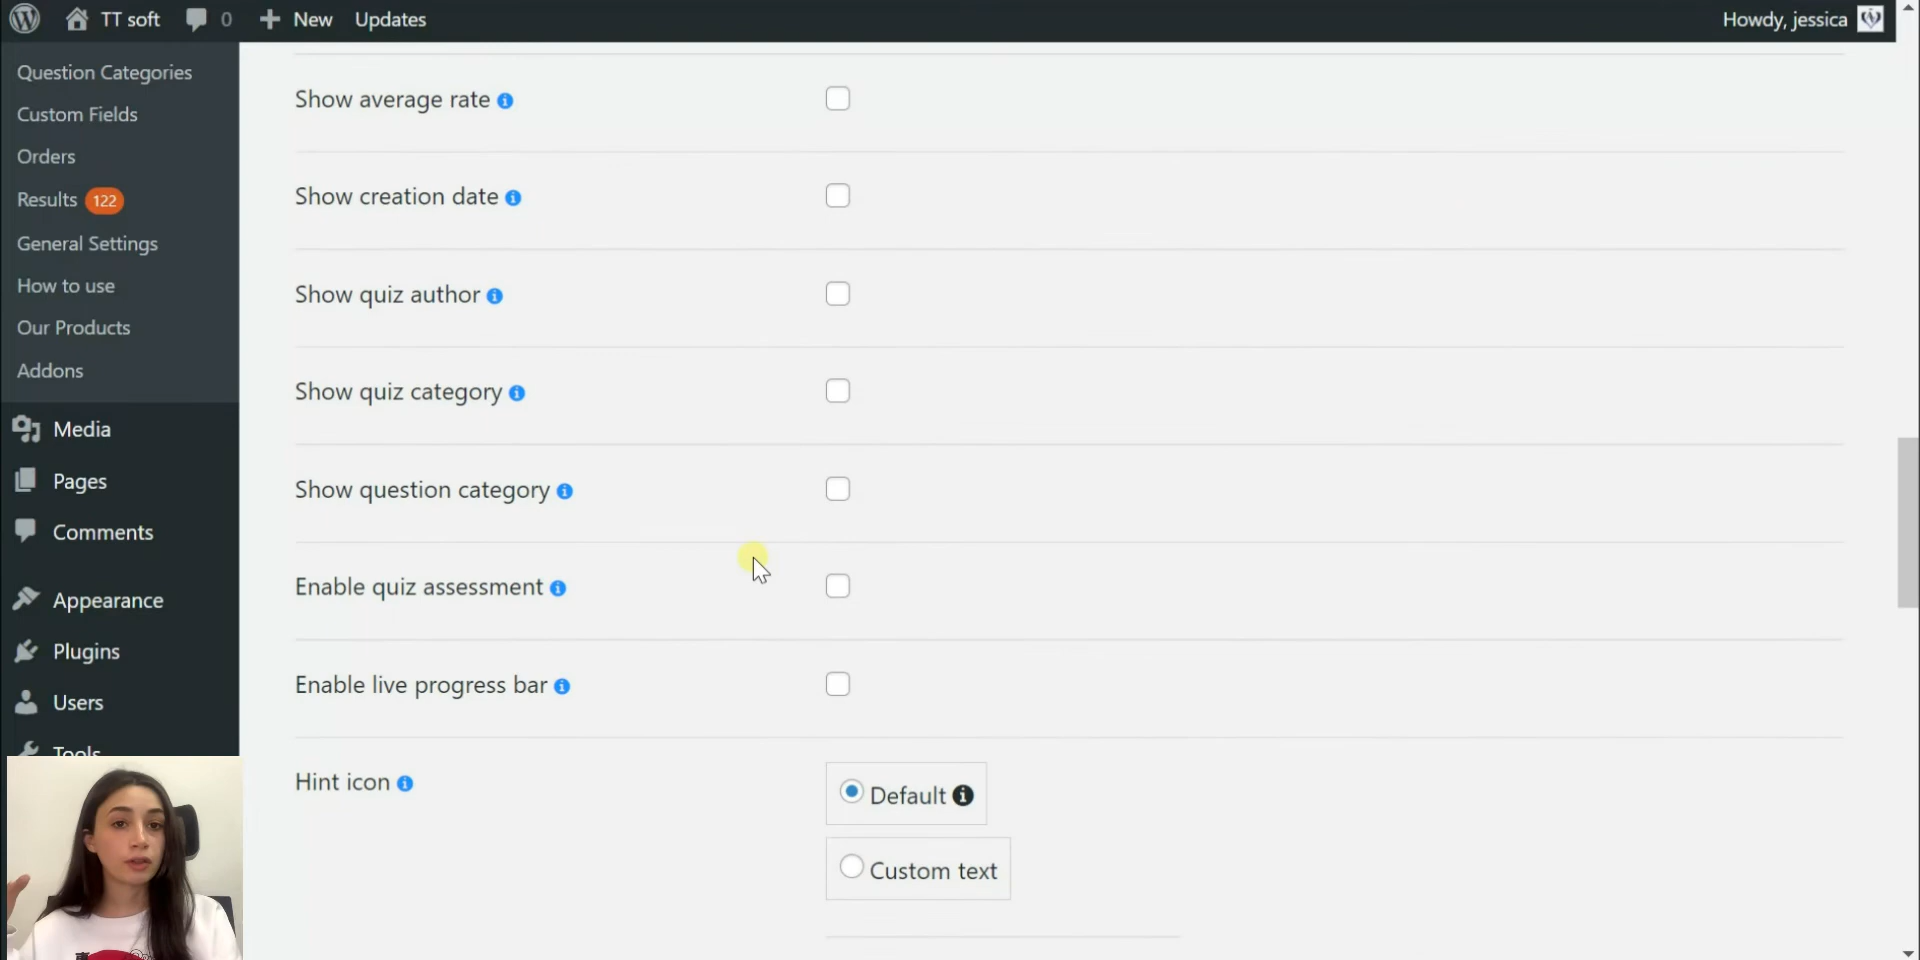 TT soft 0 New Updates Howdy, jessica
Question Categories
Custom Fields
Orders
Results 122
General Settings
How to use
Our Products
Addons
Media
Pages
Comments
Appearance
Plugins
Users
Tools
Show average rate
Show creation date
Show quiz author
Show quiz category
Show question category
Enable quiz assessment
Enable live progress bar
Hint icon
Default
Custom text